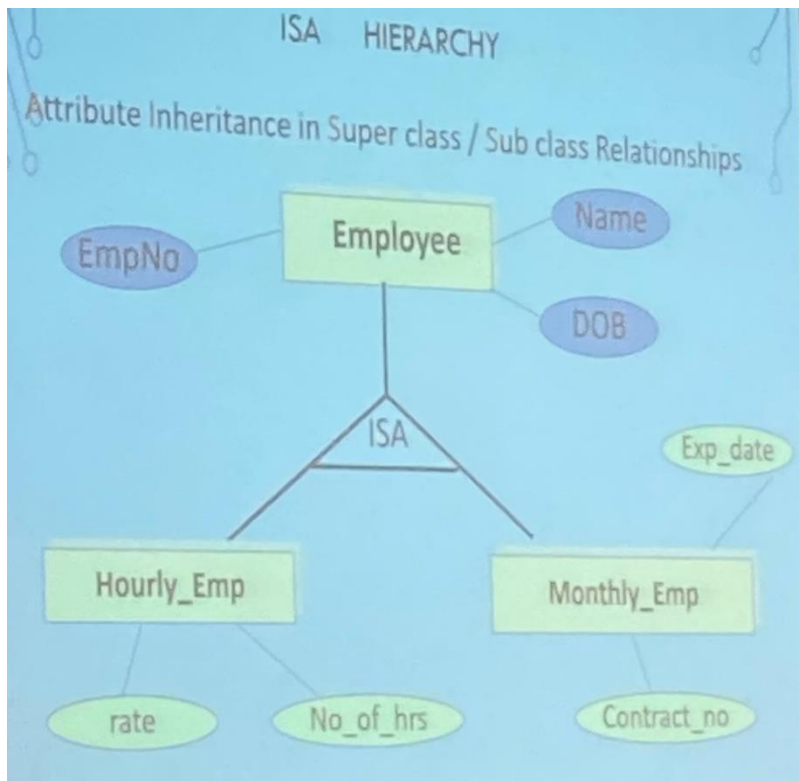 ISA HIERARCHY
Attribute Inheritance in Super class / Sub class Relationships
Employee
Name
EmpNo
DOB
ISA
Exp_date
Hourly_Emp
Monthly_Emp
rate
No_of_hrs
Contract_no